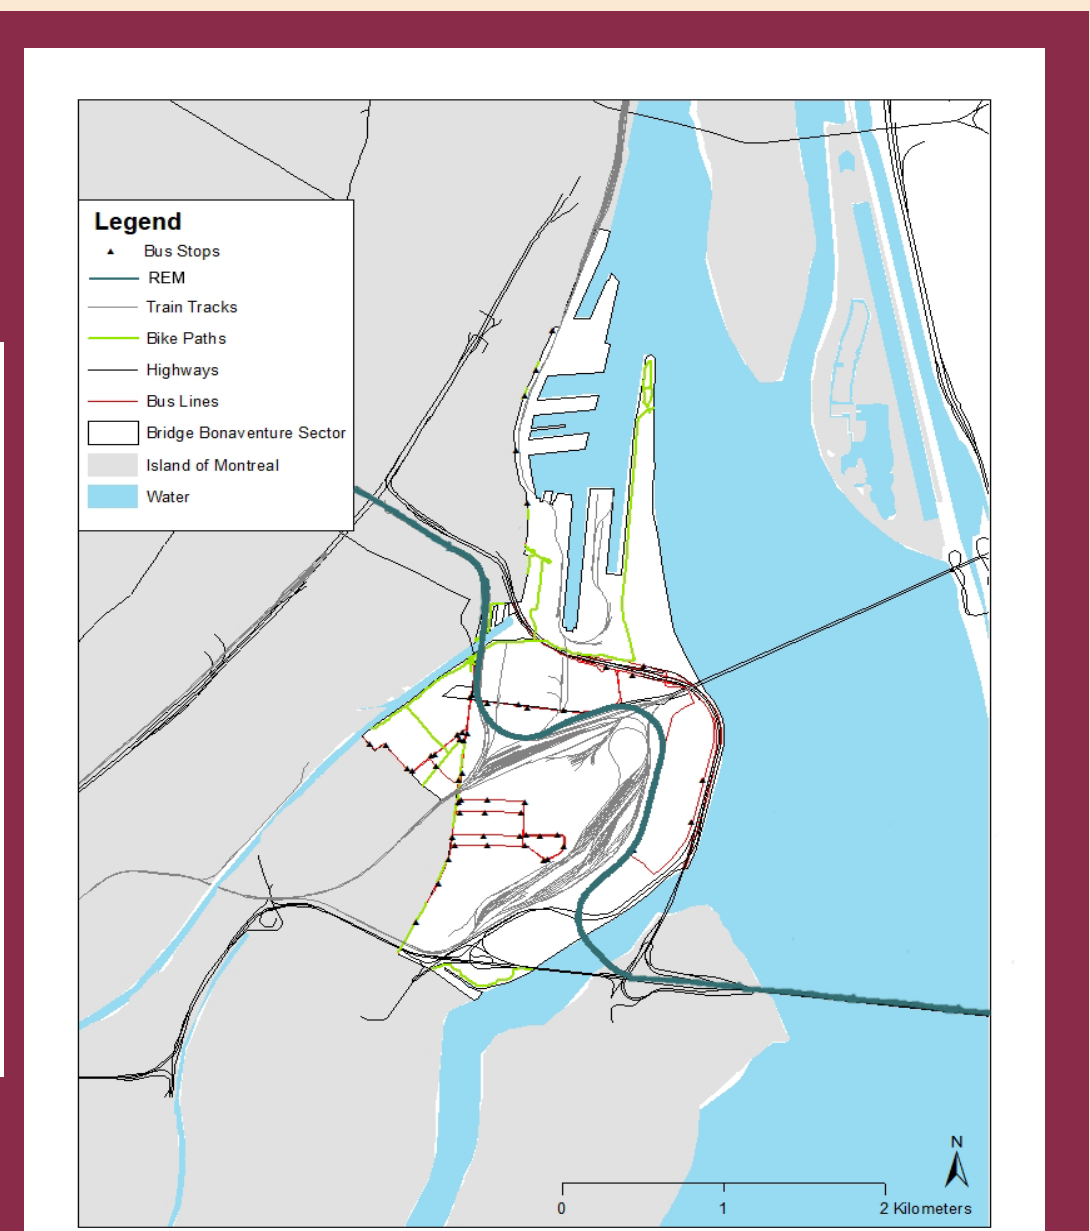 Legend
Bus Stops
REM
Train Tracks
Bike Paths
Highways
Bus Lines
Bridge Bonaventure Sector
Island of Montreal
Water
N
0 1 2 Kilometers